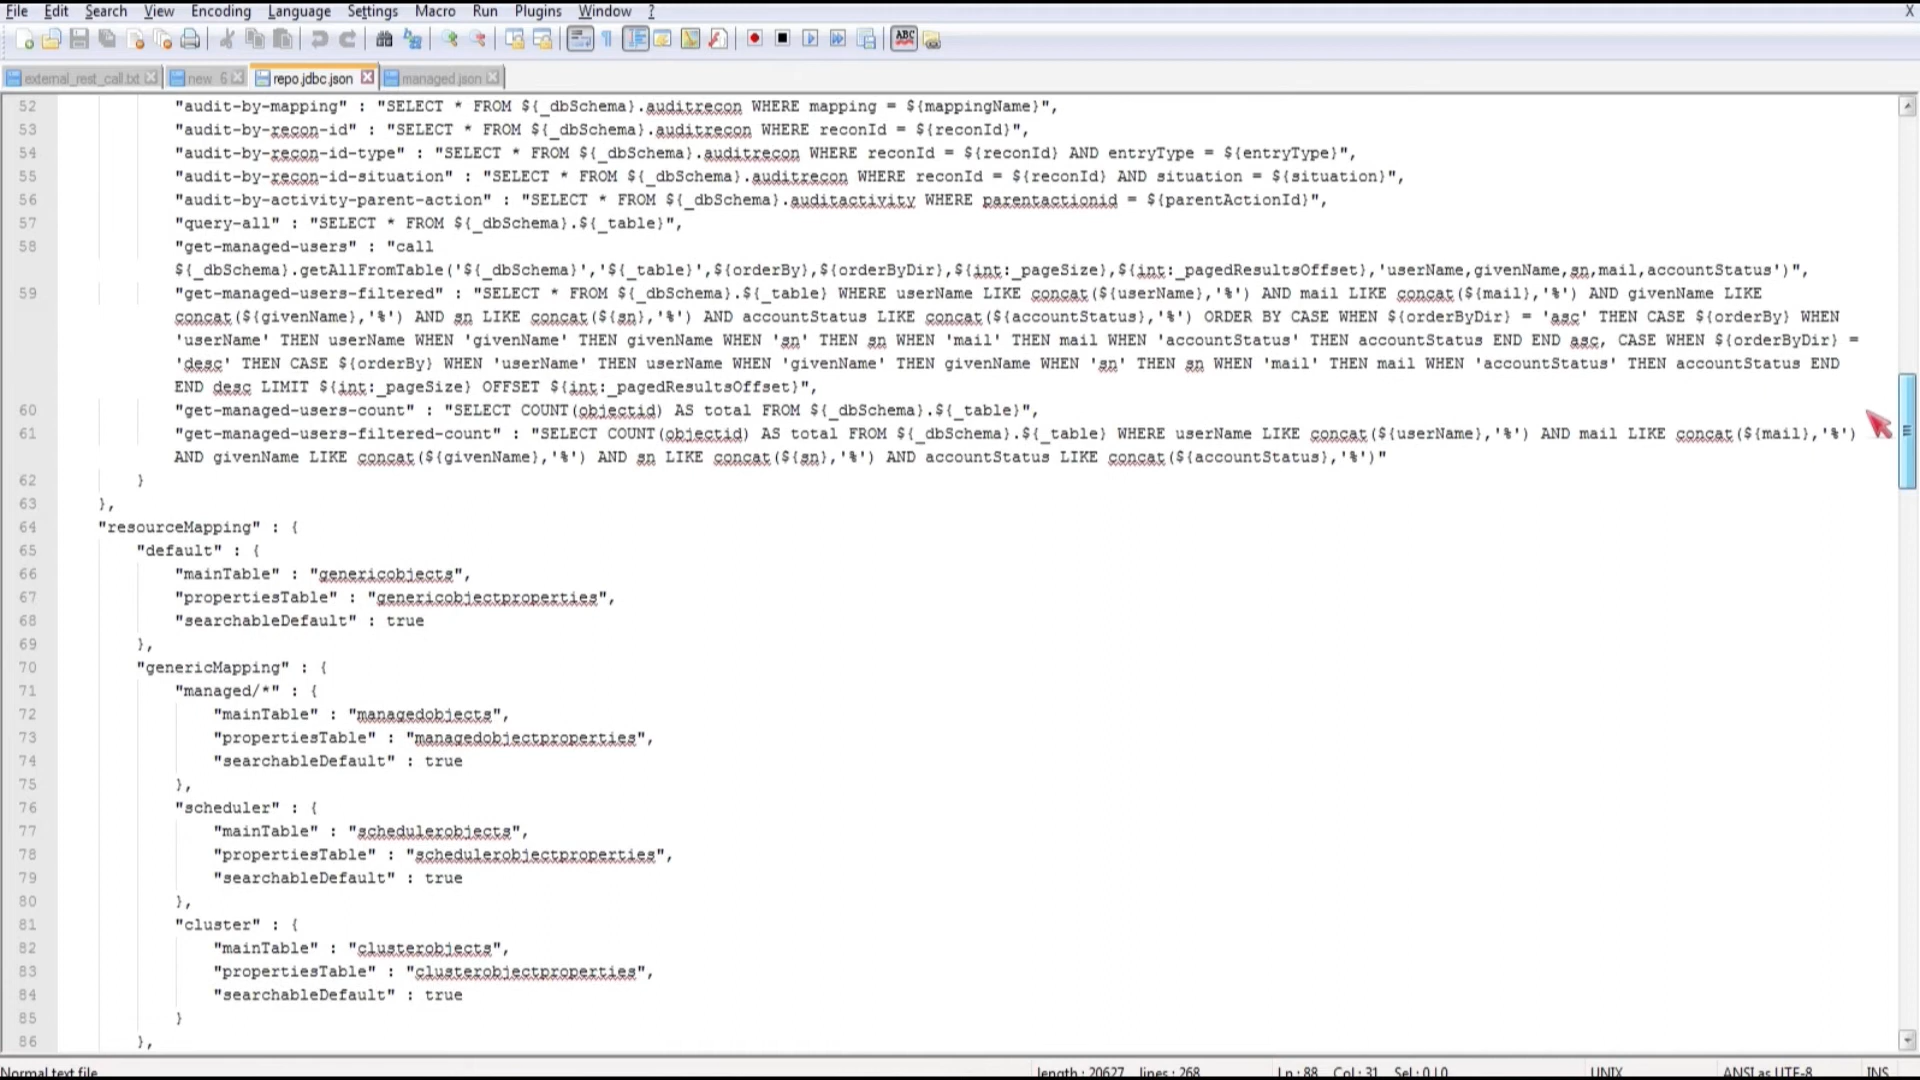 File Edit Search View Encoding Language Settings Macro Run Plugins Window ? X
external_rest_call.txt new 6 repo.jdbc.json managed.json
52 "audit-by-mapping" : "SELECT * FROM ${_dbSchema}.auditrecon WHERE mapping = ${mappingName}",
53 "audit-by-recon-id" : "SELECT * FROM ${_dbSchema}.auditrecon WHERE reconId = ${reconId}",
54 "audit-by-recon-id-type" : "SELECT * FROM ${_dbSchema}.auditrecon WHERE reconId = ${reconId} AND entryType = ${entryType}",
55 "audit-by-recon-id-situation" : "SELECT * FROM ${_dbSchema}.auditrecon WHERE reconId = ${reconId} AND situation = ${situation}",
56 "audit-by-activity-parent-action" : "SELECT * FROM ${_dbSchema}.auditactivity WHERE parentactionid = ${parentActionId}",
57 "query-all" : "SELECT * FROM ${_dbSchema}.${_table}",
58 "get-managed-users" : "call
${_dbSchema}.getAllFromTable('${_dbSchema}','${_table}',${orderBy},${orderByDir},${int:_pageSize},${int:_pagedResultsOffset},'userName,givenName,sn,mail,accountStatus')",
59 "get-managed-users-filtered" : "SELECT * FROM ${_dbSchema}.${_table} WHERE userName LIKE concat(${userName},'%') AND mail LIKE concat(${mail},'%') AND givenName LIKE
concat(${givenName},'%') AND sn LIKE concat(${sn},'%') AND accountStatus LIKE concat(${accountStatus},'%') ORDER BY CASE WHEN ${orderByDir} = 'asc' THEN CASE ${orderBy} WHEN
'userName' THEN userName WHEN 'givenName' THEN givenName WHEN 'sn' THEN sn WHEN 'mail' THEN mail WHEN 'accountStatus' THEN accountStatus END END asc, CASE WHEN ${orderByDir} =
'desc' THEN CASE ${orderBy} WHEN 'userName' THEN userName WHEN 'givenName' THEN givenName WHEN 'sn' THEN sn WHEN 'mail' THEN mail WHEN 'accountStatus' THEN accountStatus END
END desc LIMIT ${int:_pageSize} OFFSET ${int:_pagedResultsOffset}",
60 "get-managed-users-count" : "SELECT COUNT(objectid) AS total FROM ${_dbSchema}.${_table}",
61 "get-managed-users-filtered-count" : "SELECT COUNT(objectid) AS total FROM ${_dbSchema}.${_table} WHERE userName LIKE concat(${userName},'%') AND mail LIKE concat(${mail},'%')
AND givenName LIKE concat(${givenName},'%') AND sn LIKE concat(${sn},'%') AND accountStatus LIKE concat(${accountStatus},'%')"
62 }
63 },
64 "resourceMapping" : {
65 "default" : {
66 "mainTable" : "genericobjects",
67 "propertiesTable" : "genericobjectproperties",
68 "searchableDefault" : true
69 },
70 "genericMapping" : {
71 "managed/*" : {
72 "mainTable" : "managedobjects",
73 "propertiesTable" : "managedobjectproperties",
74 "searchableDefault" : true
75 },
76 "scheduler" : {
77 "mainTable" : "schedulerobjects",
78 "propertiesTable" : "schedulerobjectproperties",
79 "searchableDefault" : true
80 },
81 "cluster" : {
82 "mainTable" : "clusterobjects",
83 "propertiesTable" : "clusterobjectproperties",
84 "searchableDefault" : true
85 }
86 },
Normal text file length : 20627 lines : 268 Ln : 88 Col : 31 Sel : 0 | 0 UNIX ANSI as UTF-8 INS